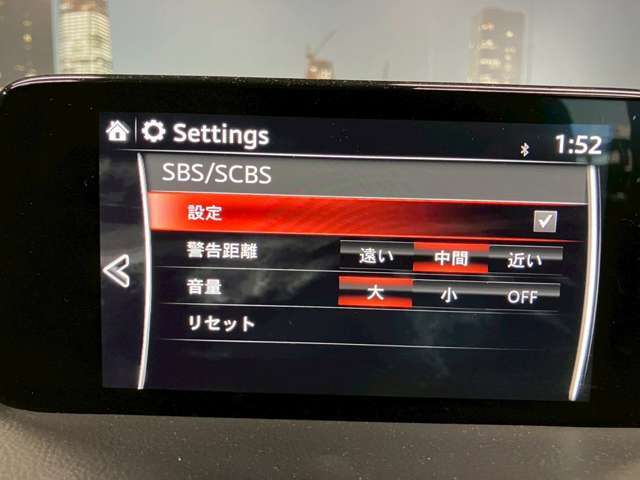 Settings 1:52
SBS/SCBS
設定
警告距離 遠い 中間 近い
音量 大 小 OFF
リセット